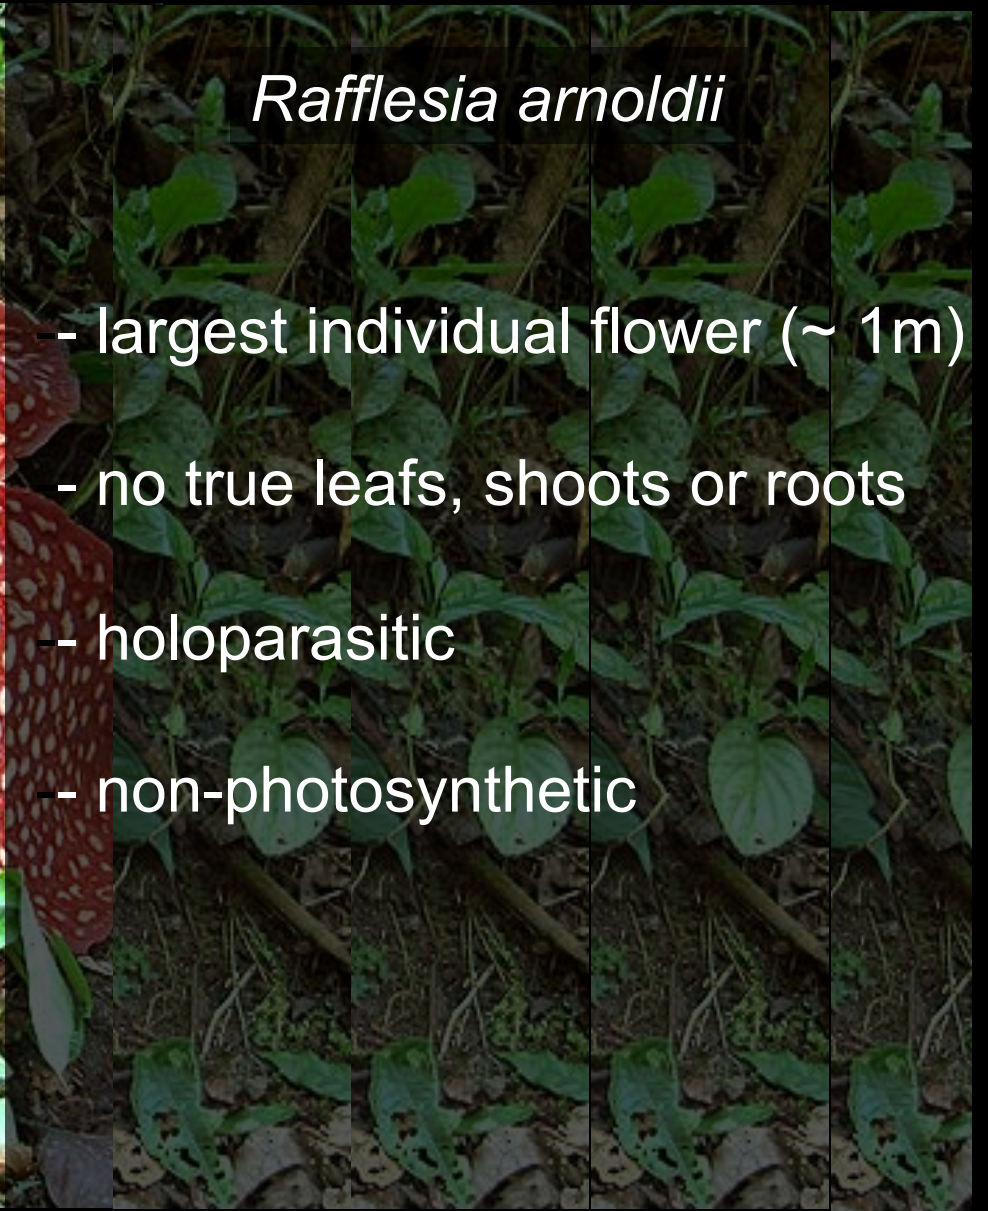 Rafflesia arnoldii
- largest individual flower (~ 1m)
- no true leafs, shoots or roots
- holoparasitic
- non-photosynthetic